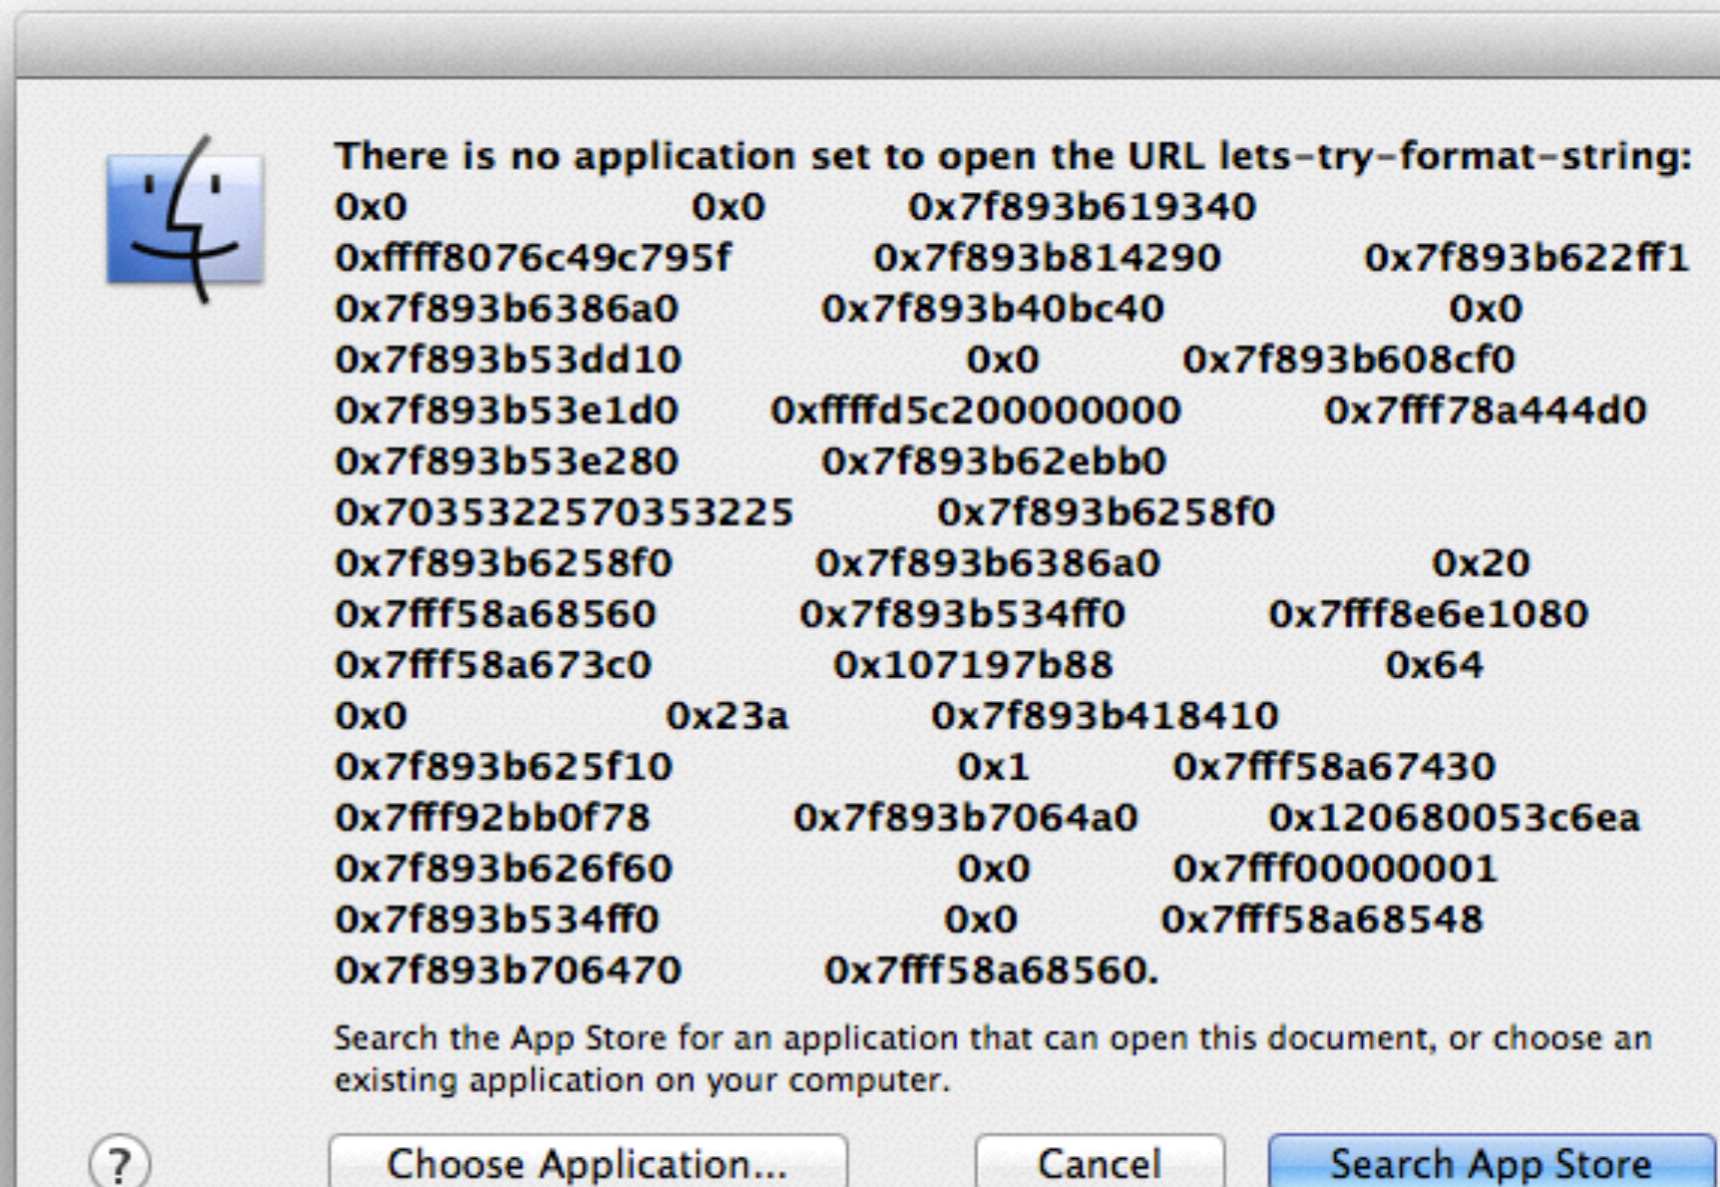 There is no application set to open the URL lets-try-format-string:
0x0 0x0 0x7f893b619340
0xffff8076c49c795f 0x7f893b814290 0x7f893b622ff1
0x7f893b6386a0 0x7f893b40bc40 0x0
0x7f893b53dd10 0x0 0x7f893b608cf0
0x7f893b53e1d0 0xffffd5c200000000 0x7fff78a444d0
0x7f893b53e280 0x7f893b62ebb0
0x7035322570353225 0x7f893b6258f0
0x7f893b6258f0 0x7f893b6386a0 0x20
0x7fff58a68560 0x7f893b534ff0 0x7fff8e6e1080
0x7fff58a673c0 0x107197b88 0x64
0x0 0x23a 0x7f893b418410
0x7f893b625f10 0x1 0x7fff58a67430
0x7fff92bb0f78 0x7f893b7064a0 0x120680053c6ea
0x7f893b626f60 0x0 0x7fff00000001
0x7f893b534ff0 0x0 0x7fff58a68548
0x7f893b706470 0x7fff58a68560.
Search the App Store for an application that can open this document, or choose an
existing application on your computer.
? Choose Application... Cancel Search App Store